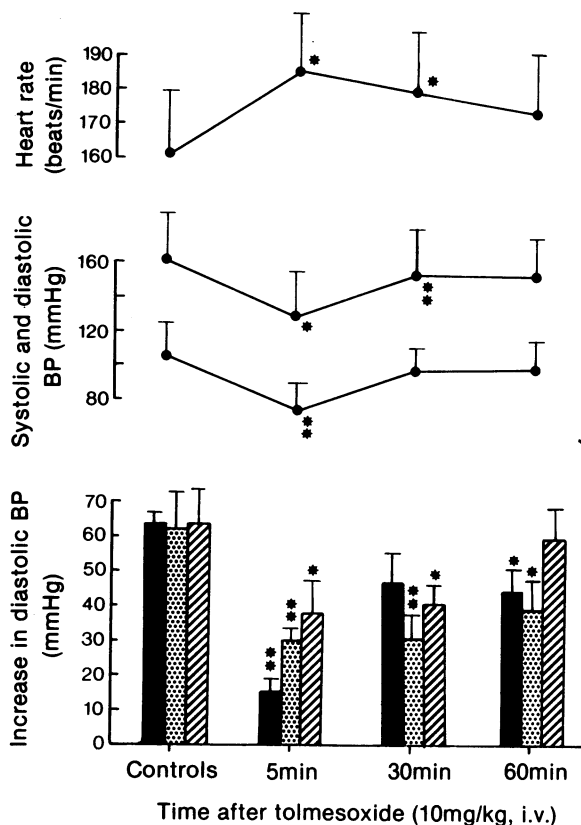 Heart rate
(beats/min)
190
180
170
160
Systolic and diastolic
BP (mmHg)
160
120
80
Increase in diastolic BP
(mmHg)
70
60
50
40
30
20
10
0
Controls 5min 30min 60min
Time after tolmesoxide (10mg/kg, i.v.)